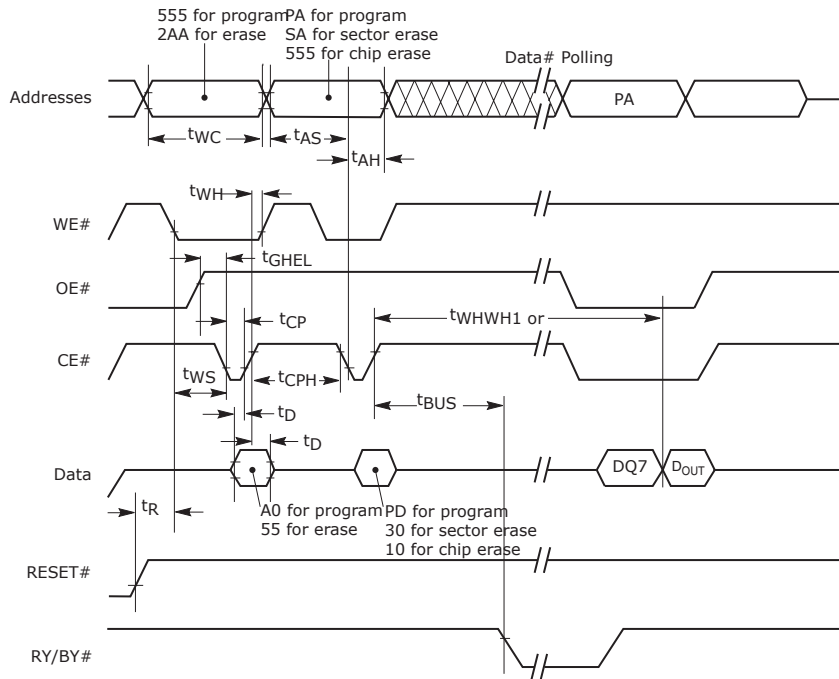 555 for program
2AA for erase
PA for program
SA for sector erase
555 for chip erase
Data# Polling
Addresses
PA
tWC
tAS
tAH
tWH
WE#
tGHEL
OE#
tCP
tWHWH1 or
CE#
tWS
tCPH
tBUS
tD
tD
Data
DQ7
DOUT
tR
A0 for program
55 for erase
PD for program
30 for sector erase
10 for chip erase
RESET#
RY/BY#